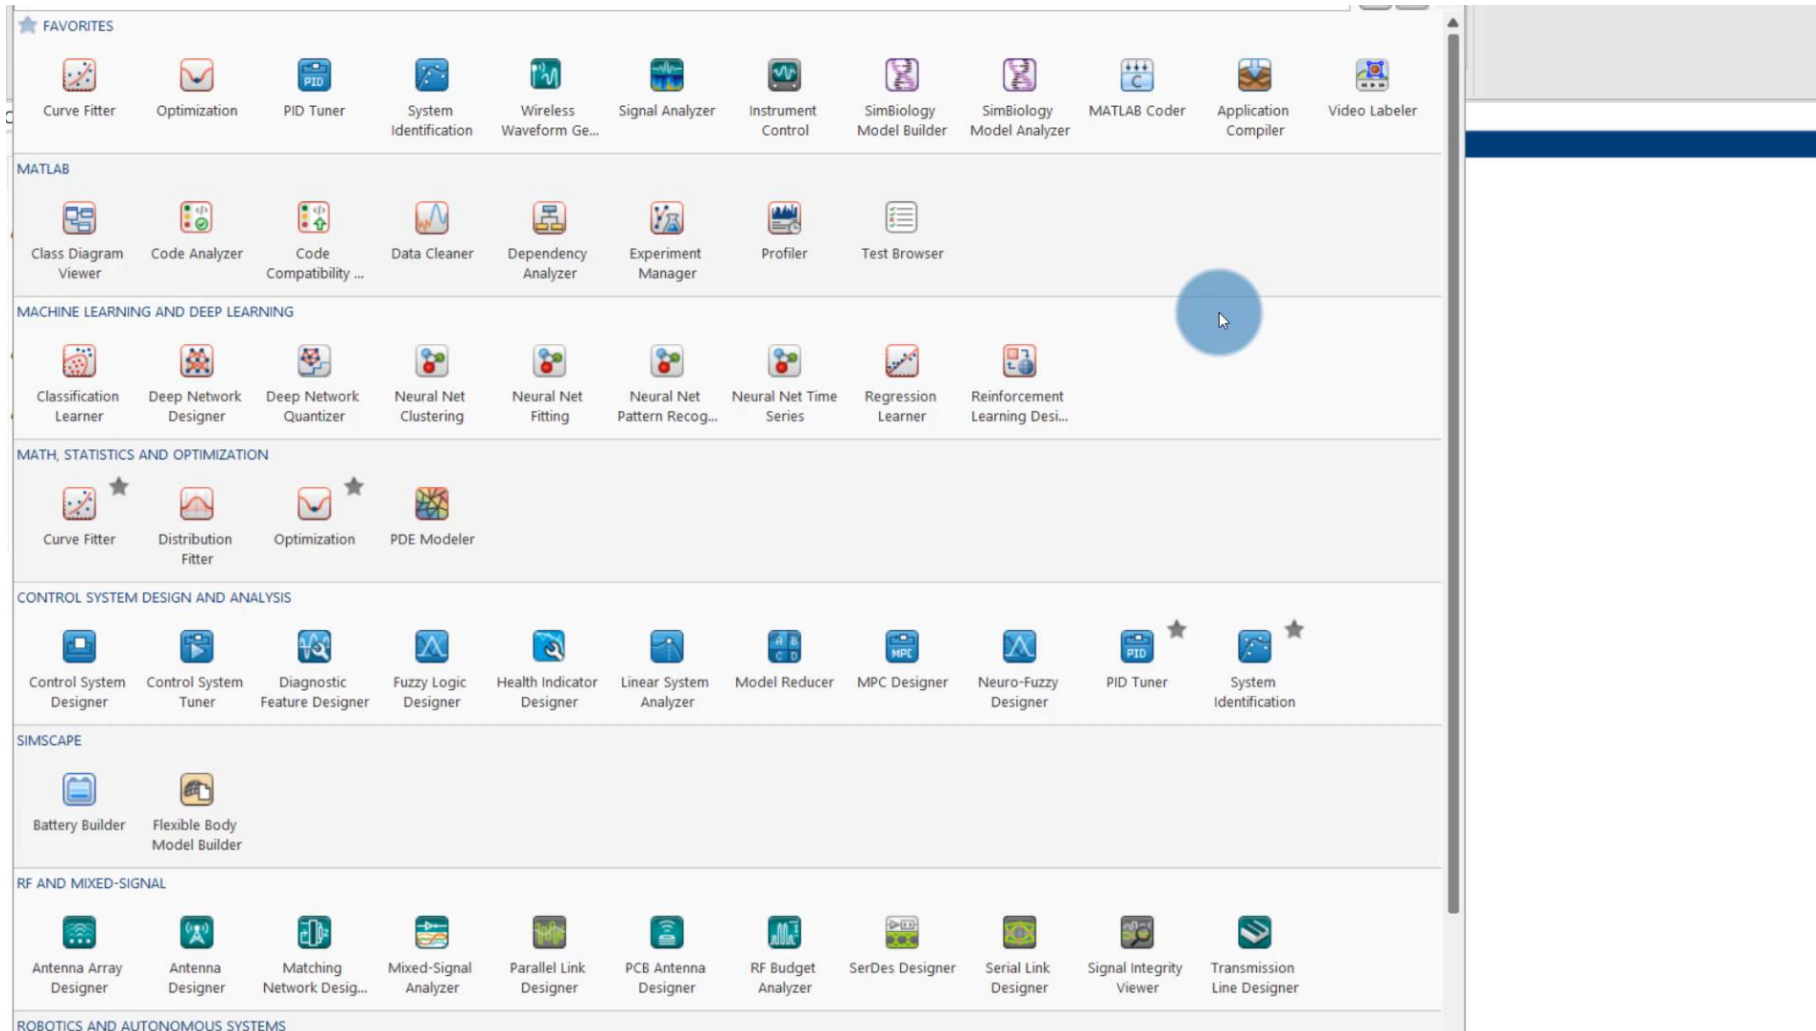 FAVORITES
Curve Fitter
Optimization
PID Tuner
System
Identification
Wireless
Waveform Ge...
Signal Analyzer
Instrument
Control
SimBiology
Model Builder
SimBiology
Model Analyzer
MATLAB Coder
Application
Compiler
Video Labeler
MATLAB
Class Diagram
Viewer
Code Analyzer
Code
Compatibility ...
Data Cleaner
Dependency
Analyzer
Experiment
Manager
Profiler
Test Browser
MACHINE LEARNING AND DEEP LEARNING
Classification
Learner
Deep Network
Designer
Deep Network
Quantizer
Neural Net
Clustering
Neural Net
Fitting
Neural Net
Pattern Recog...
Neural Net Time
Series
Regression
Learner
Reinforcement
Learning Desi...
MATH, STATISTICS AND OPTIMIZATION
Curve Fitter
Distribution
Fitter
Optimization
PDE Modeler
CONTROL SYSTEM DESIGN AND ANALYSIS
Control System
Designer
Control System
Tuner
Diagnostic
Feature Designer
Fuzzy Logic
Designer
Health Indicator
Designer
Linear System
Analyzer
Model Reducer
MPC Designer
Neuro-Fuzzy
Designer
PID Tuner
System
Identification
SIMSCAPE
Battery Builder
Flexible Body
Model Builder
RF AND MIXED-SIGNAL
Antenna Array
Designer
Antenna
Designer
Matching
Network Desig...
Mixed-Signal
Analyzer
Parallel Link
Designer
PCB Antenna
Designer
RF Budget
Analyzer
SerDes Designer
Serial Link
Designer
Signal Integrity
Viewer
Transmission
Line Designer
ROBOTICS AND AUTONOMOUS SYSTEMS